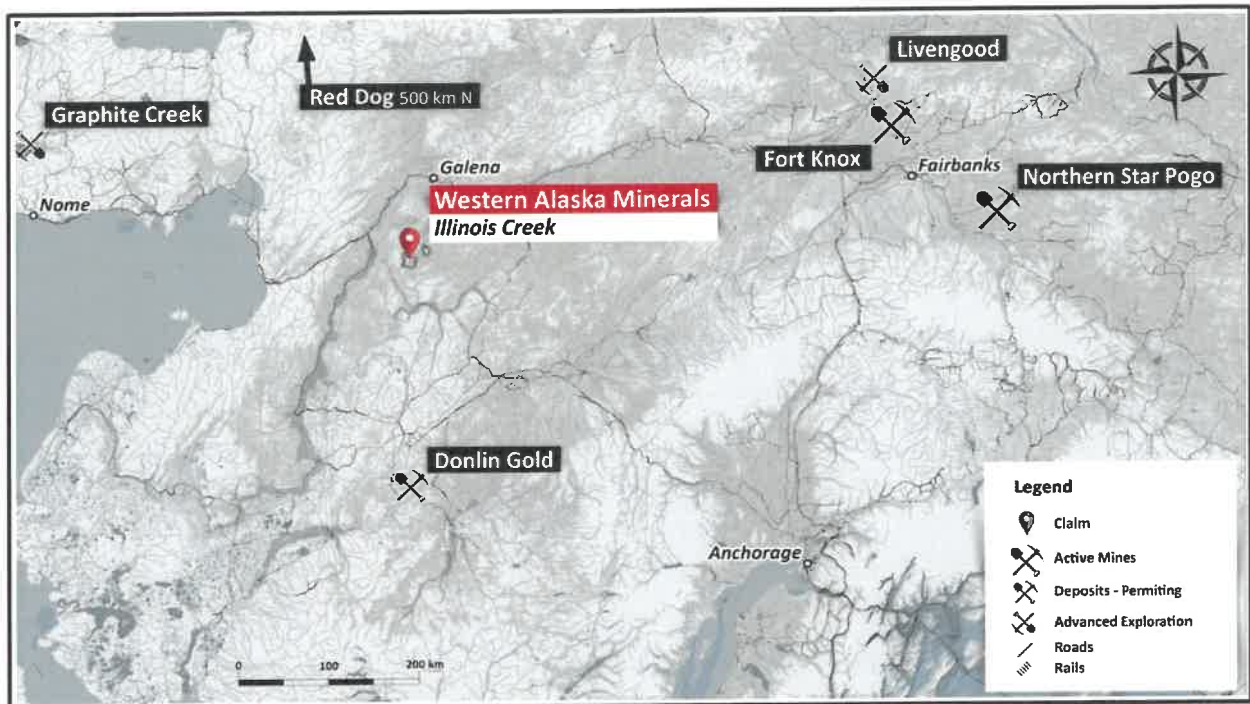 Livengood
Red Dog 500 km N
Graphite Creek
Fort Knox
Galena
Fairbanks
Northern Star Pogo
Western Alaska Minerals
Illinois Creek
Nome
Donlin Gold
Anchorage
Legend
Claim
Active Mines
Deposits - Permiting
Advanced Exploration
Roads
Rails
0 100 200 km